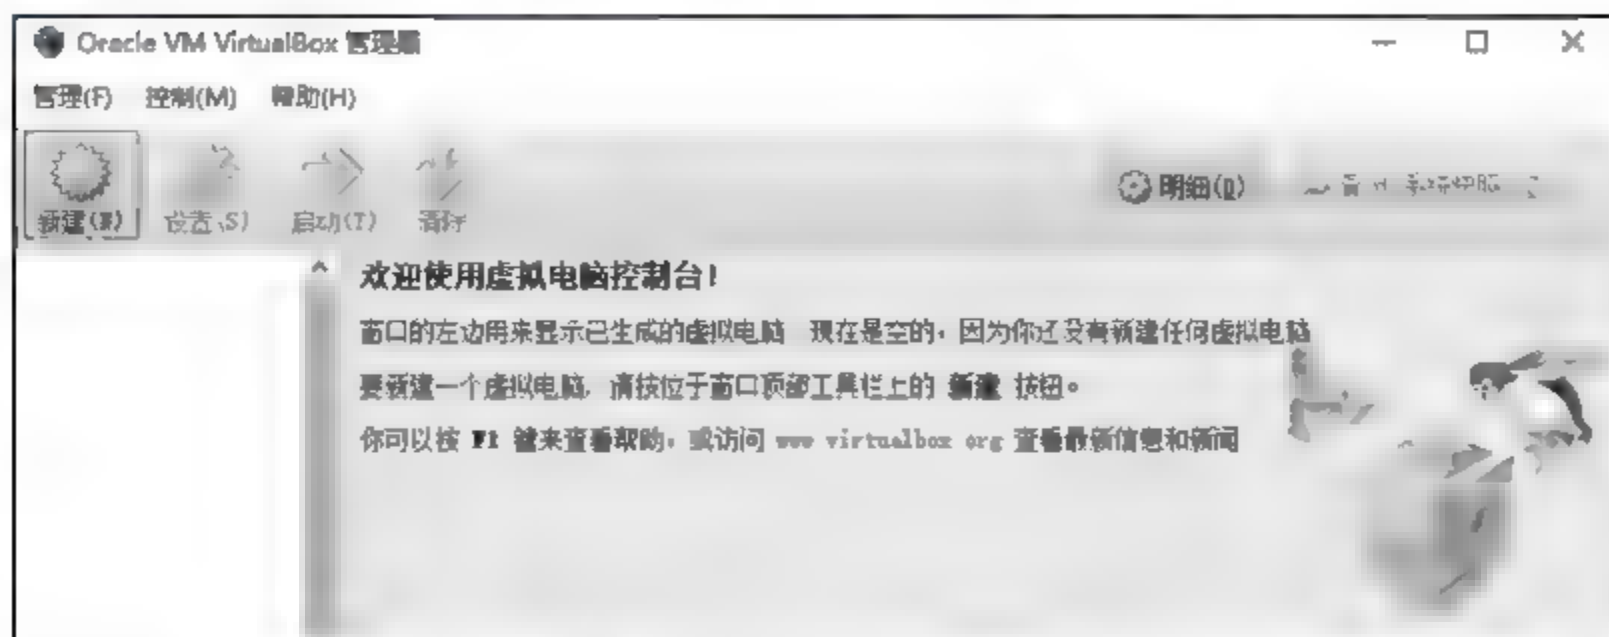 Oracle VM VirtualBox 管理器
管理(F) 控制(M) 帮助(H)
新建(N) 设置(S) 启动(T) 清除
明细(D)
欢迎使用虚拟电脑控制台!
窗口的左边用来显示已生成的虚拟电脑 现在是空的,因为你还没有新建任何虚拟电脑
要新建一个虚拟电脑,请按位于窗口顶部工具栏上的 新建 按钮。
你可以按 F1 键来查看帮助,或访问 www virtualbox org 查看最新信息和新闻